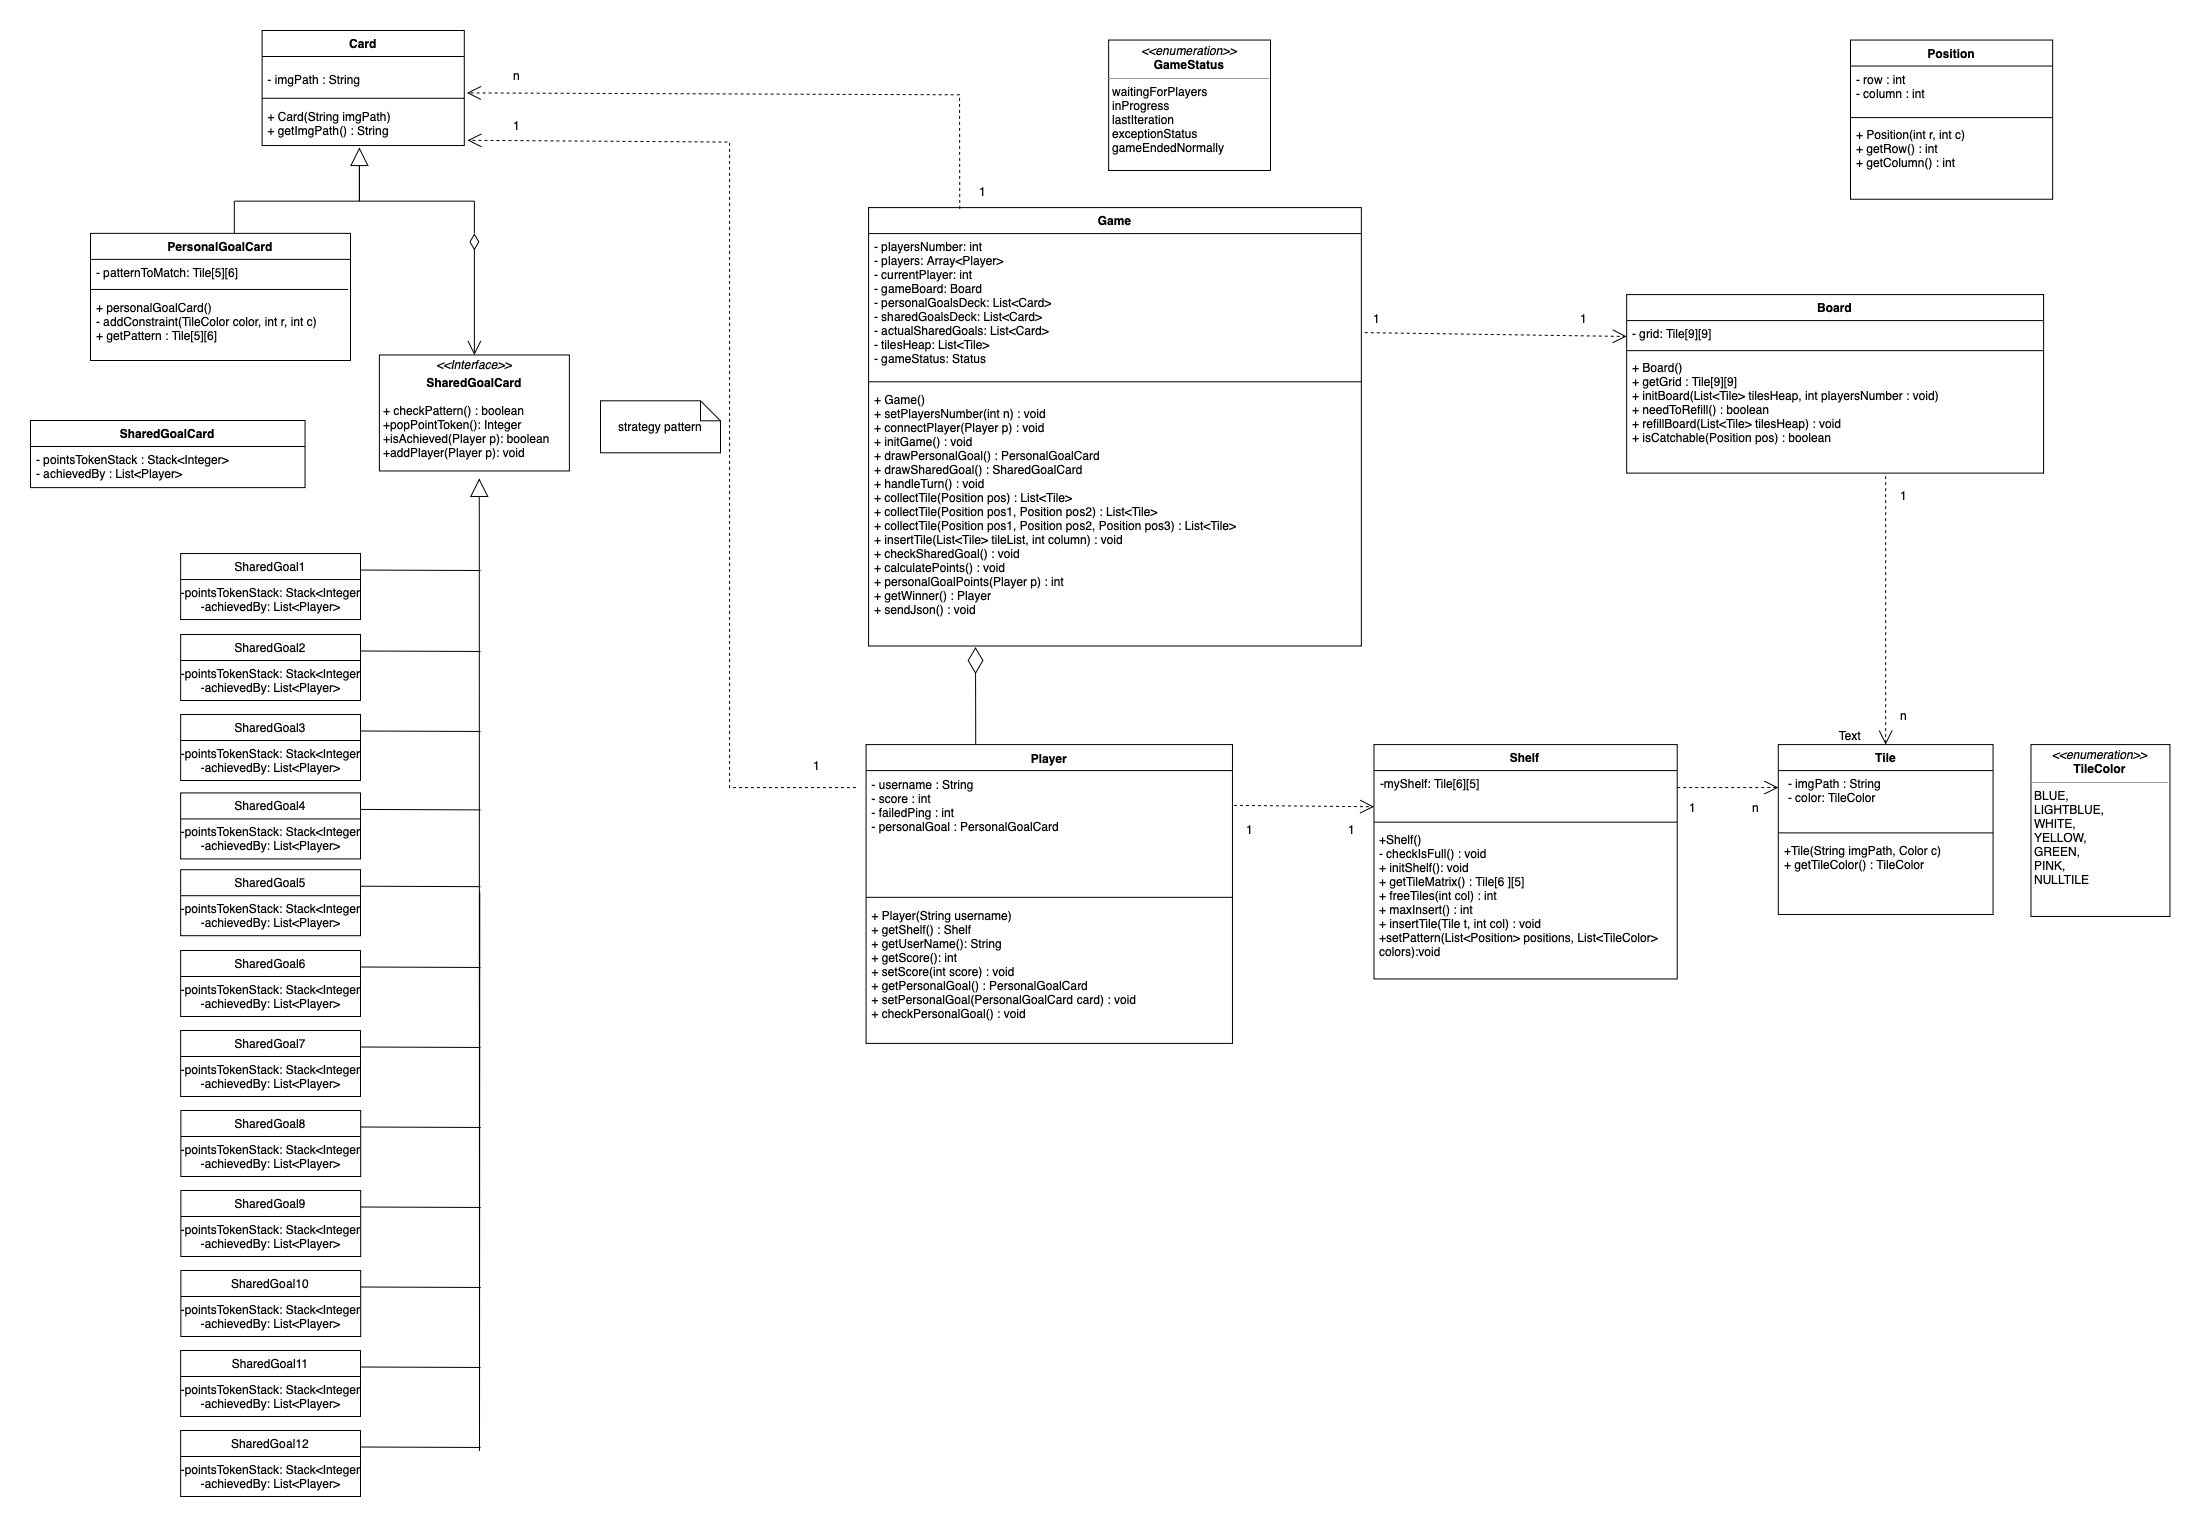 Card
- imgPath : String
+ Card(String imgPath)
+ getImgPath() : String
n
1
1
<<enumeration>>
GameStatus
waitingForPlayers
inProgress
lastIteration
exceptionStatus
gameEndedNormally
Position
- row : int
- column : int
+ Position(int r, int c)
+ getRow() : int
+ getColumn() : int
PersonalGoalCard
- patternToMatch: Tile[5][6]
+ personalGoalCard()
- addConstraint(TileColor color, int r, int c)
+ getPattern : Tile[5][6]
<<Interface>>
SharedGoalCard
+ checkPattern() : boolean
+popPointToken(): Integer
+isAchieved(Player p): boolean
+addPlayer(Player p): void
strategy pattern
SharedGoalCard
- pointsTokenStack : Stack<Integer>
- achievedBy : List<Player>
Game
- playersNumber: int
- players: Array<Player>
- currentPlayer: int
- gameBoard: Board
- personalGoalsDeck: List<Card>
- sharedGoalsDeck: List<Card>
- actualSharedGoals: List<Card>
- tilesHeap: List<Tile>
- gameStatus: Status
+ Game()
+ setPlayersNumber(int n) : void
+ connectPlayer(Player p) : void
+ initGame() : void
+ drawPersonalGoal() : PersonalGoalCard
+ drawSharedGoal() : SharedGoalCard
+ handleTurn() : void
+ collectTile(Position pos) : List<Tile>
+ collectTile(Position pos1, Position pos2) : List<Tile>
+ collectTile(Position pos1, Position pos2, Position pos3) : List<Tile>
+ insertTile(List<Tile> tileList, int column) : void
+ checkSharedGoal() : void
+ calculatePoints() : void
+ personalGoalPoints(Player p) : int
+ getWinner() : Player
+ sendJson() : void
1
1
Board
- grid: Tile[9][9]
+ Board()
+ getGrid : Tile[9][9]
+ initBoard(List<Tile> tilesHeap, int playersNumber : void)
+ needToRefill() : boolean
+ refillBoard(List<Tile> tilesHeap) : void
+ isCatchable(Position pos) : boolean
1
n
Text
SharedGoal1
-pointsTokenStack: Stack<Integer
-achievedBy: List<Player>
SharedGoal2
-pointsTokenStack: Stack<Integer
-achievedBy: List<Player>
SharedGoal3
-pointsTokenStack: Stack<Integer
-achievedBy: List<Player>
SharedGoal4
-pointsTokenStack: Stack<Integer
-achievedBy: List<Player>
SharedGoal5
-pointsTokenStack: Stack<Integer
-achievedBy: List<Player>
SharedGoal6
-pointsTokenStack: Stack<Integer
-achievedBy: List<Player>
SharedGoal7
-pointsTokenStack: Stack<Integer
-achievedBy: List<Player>
SharedGoal8
-pointsTokenStack: Stack<Integer
-achievedBy: List<Player>
SharedGoal9
-pointsTokenStack: Stack<Integer
-achievedBy: List<Player>
SharedGoal10
-pointsTokenStack: Stack<Integer
-achievedBy: List<Player>
SharedGoal11
-pointsTokenStack: Stack<Integer
-achievedBy: List<Player>
SharedGoal12
-pointsTokenStack: Stack<Integer
-achievedBy: List<Player>
1
Player
- username : String
- score : int
- failedPing : int
- personalGoal : PersonalGoalCard
+ Player(String username)
+ getShelf() : Shelf
+ getUserName(): String
+ getScore(): int
+ setScore(int score) : void
+ getPersonalGoal() : PersonalGoalCard
+ setPersonalGoal(PersonalGoalCard card) : void
+ checkPersonalGoal() : void
1
1
Shelf
-myShelf: Tile[6][5]
+Shelf()
- checkIsFull() : void
+ initShelf(): void
+ getTileMatrix() : Tile[6 ][5]
+ freeTiles(int col) : int
+ maxInsert() : int
+ insertTile(Tile t, int col) : void
+setPattern(List<Position> positions, List<TileColor>
colors):void
1
n
Tile
- imgPath : String
- color: TileColor
+Tile(String imgPath, Color c)
+ getTileColor() : TileColor
<<enumeration>>
TileColor
BLUE,
LIGHTBLUE,
WHITE,
YELLOW,
GREEN,
PINK,
NULLTILE